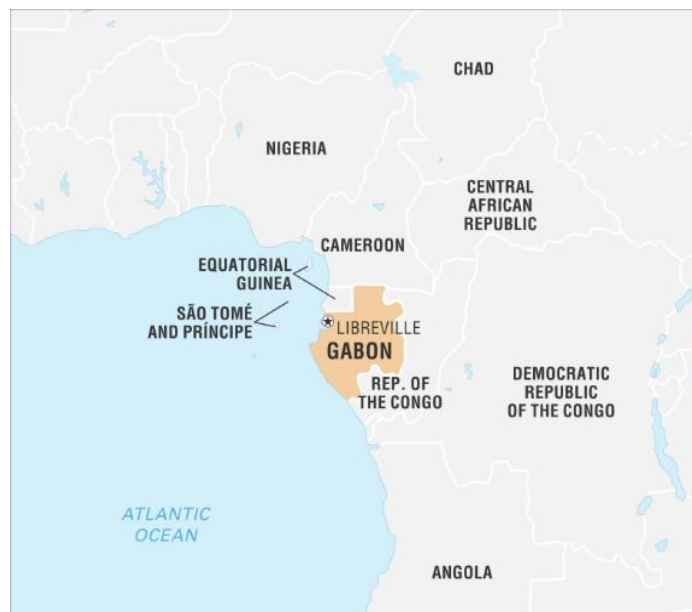 CHAD
NIGERIA
CENTRAL
AFRICAN
REPUBLIC
CAMEROON
EQUATORIAL
GUINEA
SÃO TOMÉ
AND PRÍNCIPE
LIBREVILLE
GABON
REP. OF
THE CONGO
DEMOCRATIC
REPUBLIC
OF THE CONGO
ATLANTIC
OCEAN
ANGOLA